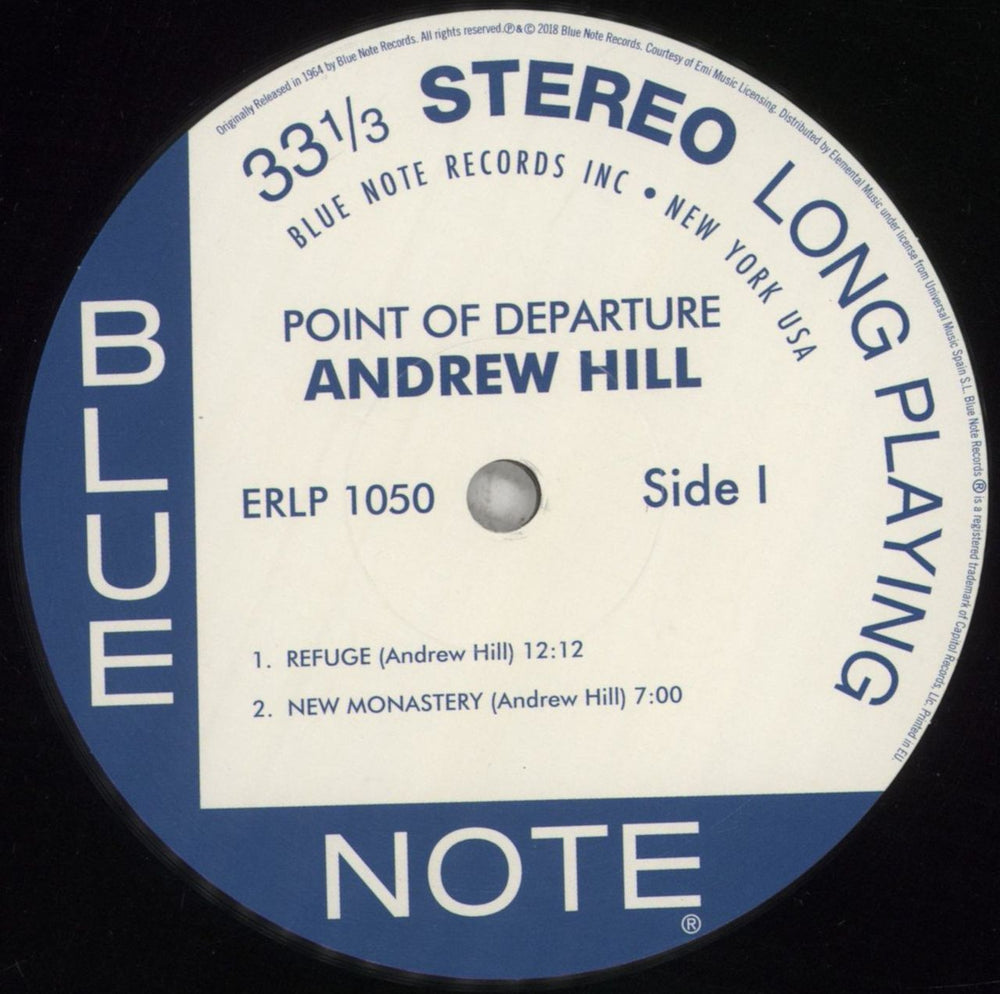 Originally Released in 1964 by Blue Note Records. All rights reserved.Ⓟ&© 2018 Blue Note Records. Courtesy of Emi Music Licensing. Distributed by Elemental Music under license from Universal Music Spain S.L. Blue Note Records ® is a registered trademark of Capitol Records, Llc. Printed in EU.
33 1/3 STEREO LONG PLAYING
BLUE NOTE RECORDS INC • NEW YORK USA
POINT OF DEPARTURE
ANDREW HILL
ERLP 1050
Side I
1. REFUGE (Andrew Hill) 12:12
2. NEW MONASTERY (Andrew Hill) 7:00
BLUE
NOTE
®